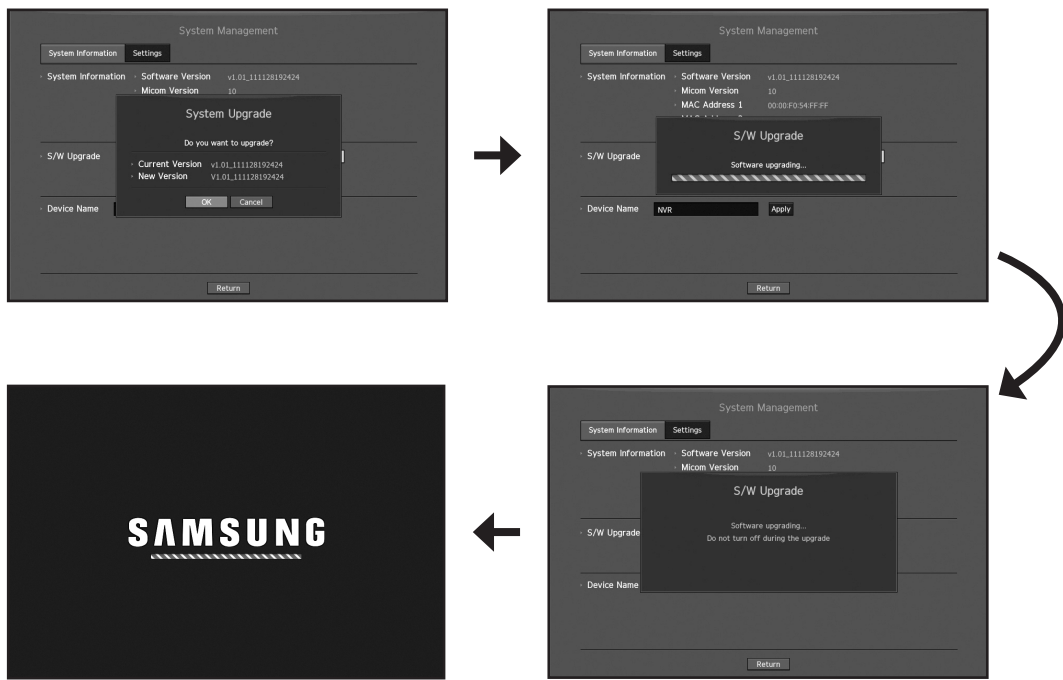 System Management
System Information Settings
System Information Software Version v1.01_111128192424
Micom Version 10
System Upgrade
Do you want to upgrade?
S/W Upgrade
Current Version v1.01_111128192424
New Version V1.01_111128192424
OK Cancel
Device Name
Return
System Management
System Information Settings
System Information Software Version v1.01_111128192424
Micom Version 10
MAC Address 1 00:00:F0:54:FF:FF
S/W Upgrade
S/W Upgrade
Software upgrading...
Device Name NVR Apply
Return
System Management
System Information Settings
System Information Software Version v1.01_111128192424
Micom Version 10
S/W Upgrade
Software upgrading...
S/W Upgrade
Do not turn off during the upgrade
Device Name
Return
SAMSUNG